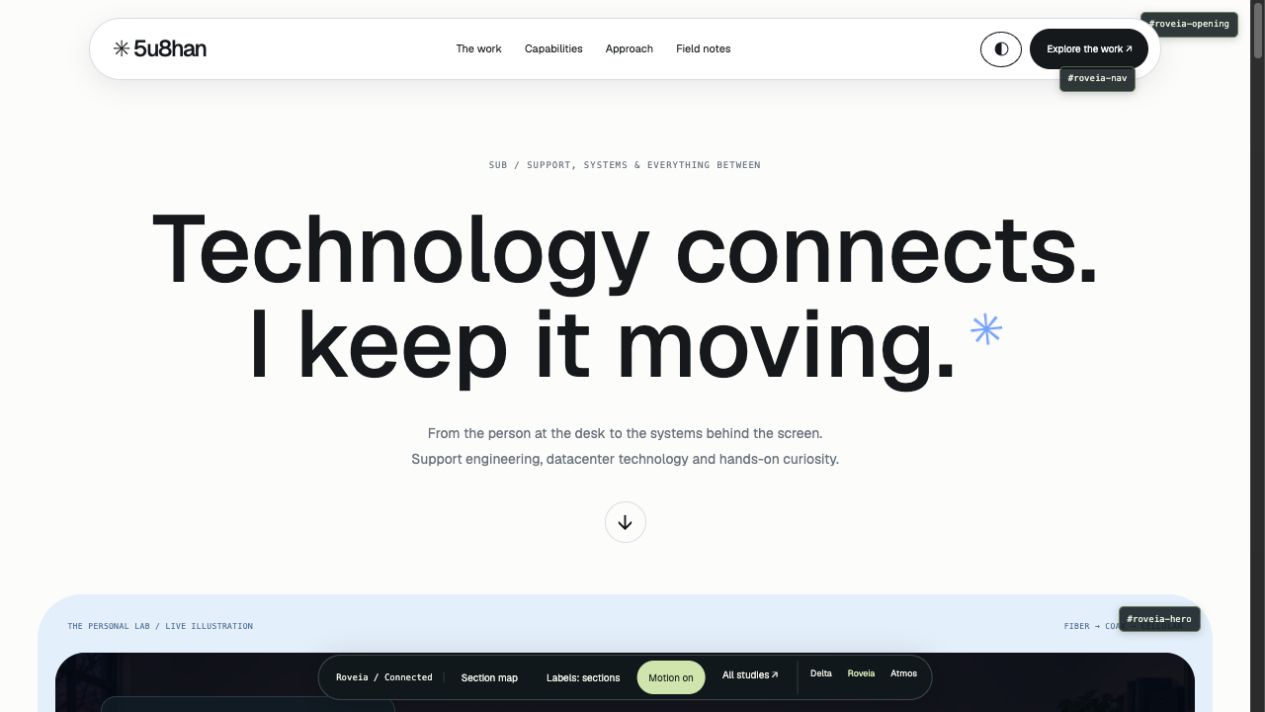 #roveia-opening
5u8han
The work
Capabilities
Approach
Field notes
Explore the work ↗
#roveia-nav
SUB / SUPPORT, SYSTEMS & EVERYTHING BETWEEN
Technology connects.
I keep it moving.
From the person at the desk to the systems behind the screen.
Support engineering, datacenter technology and hands-on curiosity.
THE PERSONAL LAB / LIVE ILLUSTRATION
FIBER →
#roveia-hero
Roveia / Connected
Section map
Labels: sections
Motion on
All studies ↗
Delta
Roveia
Atmos